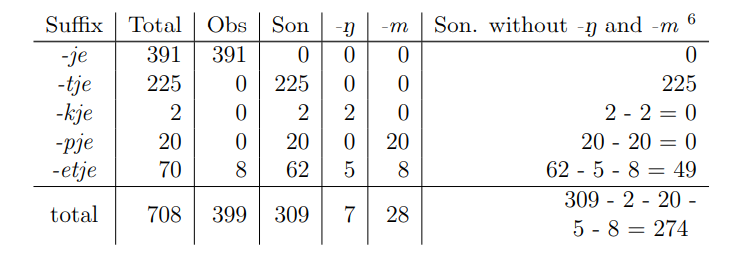 Suffix Total Obs Son -ŋ -m Son. without -ŋ and -m 6
-je 391 391 0 0 0 0
-tje 225 0 225 0 0 225
-kje 2 0 2 2 0 2 - 2 = 0
-pje 20 0 20 0 20 20 - 20 = 0
-etje 70 8 62 5 8 62 - 5 - 8 = 49
total 708 399 309 7 28 309 - 2 - 20 -
5 - 8 = 274